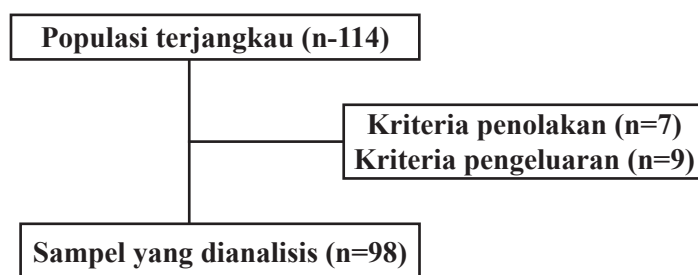 Populasi terjangkau (n-114)
Kriteria penolakan (n=7)
Kriteria pengeluaran (n=9)
Sampel yang dianalisis (n=98)